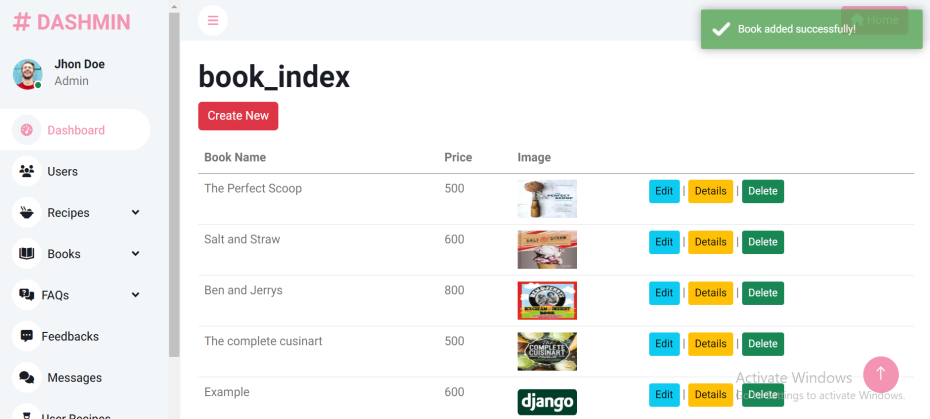 # DASHMIN
Jhon Doe
Admin
Dashboard
Users
Recipes
Books
FAQs
Feedbacks
Messages
User Recipes
Home
Book added successfully!
book_index
Create New
Book Name Price Image
The Perfect Scoop 500 Edit | Details | Delete
Salt and Straw 600 Edit | Details | Delete
SALT STRAW
Ben and Jerrys 800 Edit | Details | Delete
The complete cusinart 500 Edit | Details | Delete
The
COMPLETE
CUISINART
Example 600 Edit | Details | Delete
django
Activate Windows
Go to Settings to activate Windows.